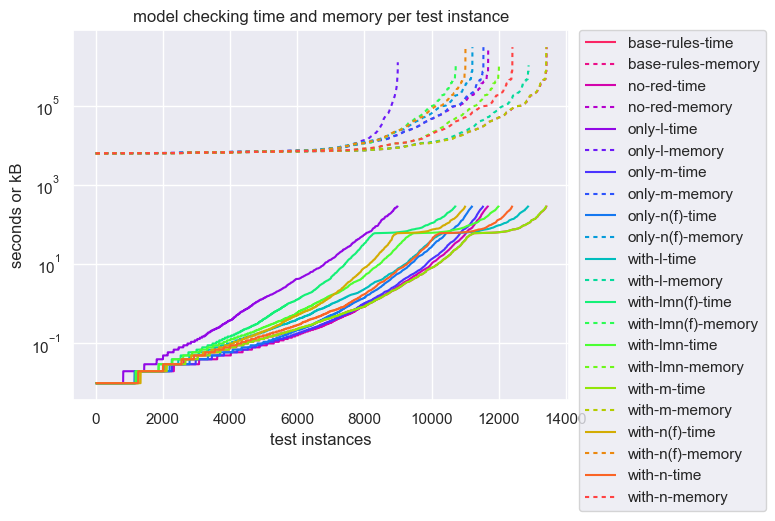 model checking time and memory per test instance
seconds or kB
10^5
10^3
10^1
10^−1
0
2000
4000
6000
8000
10000
12000
14000
test instances
base-rules-time
base-rules-memory
no-red-time
no-red-memory
only-l-time
only-l-memory
only-m-time
only-m-memory
only-n(f)-time
only-n(f)-memory
with-l-time
with-l-memory
with-lmn(f)-time
with-lmn(f)-memory
with-lmn-time
with-lmn-memory
with-m-time
with-m-memory
with-n(f)-time
with-n(f)-memory
with-n-time
with-n-memory